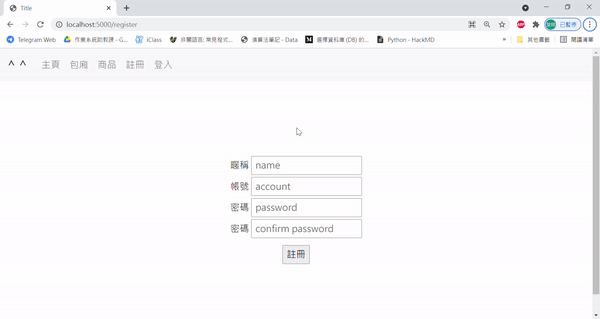 Title
localhost:5000/register
已暫停
Telegram Web
作業系統助教課 - G...
iClass
非關語言: 常見程式...
演算法筆記 - Data
選擇資料庫 (DB) 的...
Python - HackMD
»
其他書籤
閱讀清單
^ ^ 主頁 包廂 商品 註冊 登入
暱稱 name
帳號 account
密碼 password
密碼 confirm password
註冊